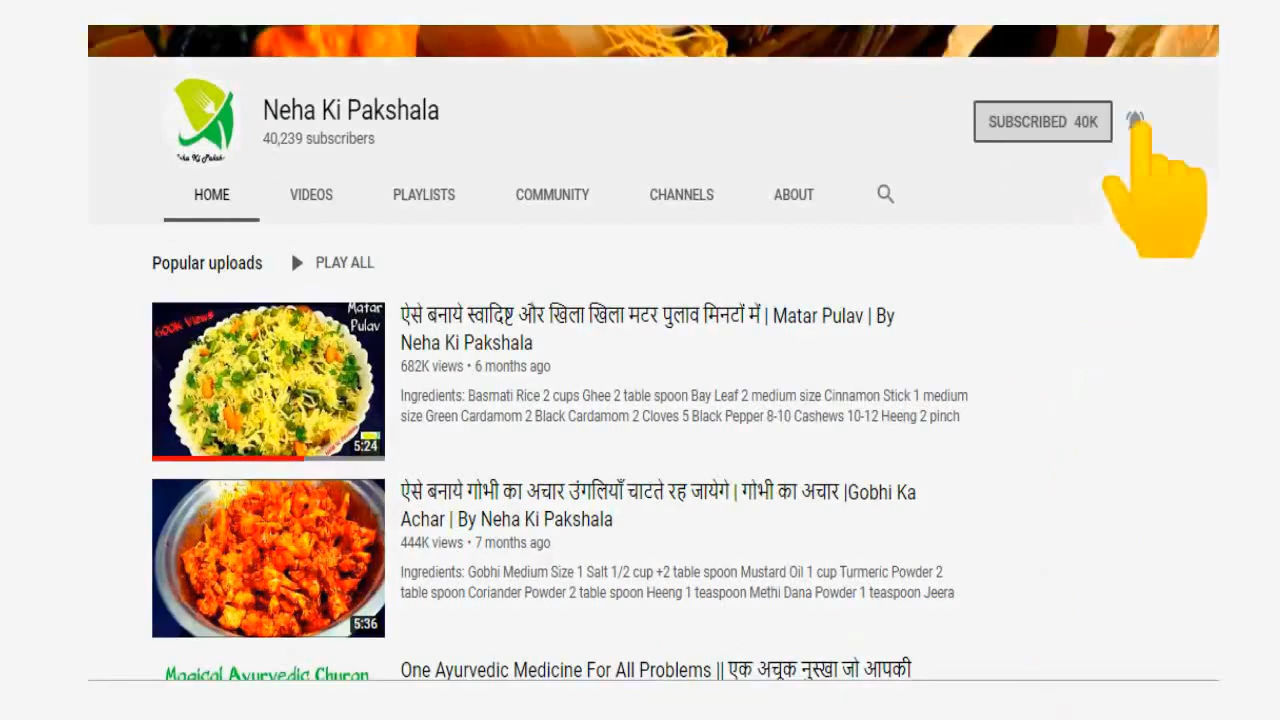 Neha Ki Pakshala
40,239 subscribers
SUBSCRIBED 40K
HOME VIDEOS PLAYLISTS COMMUNITY CHANNELS ABOUT
Popular uploads PLAY ALL
600K Views
Matar
Pulav
5:24
ऐसे बनाये स्वादिष्ट और खिला खिला मटर पुलाव मिनटों में | Matar Pulav | By
Neha Ki Pakshala
682K views • 6 months ago
Ingredients: Basmati Rice 2 cups Ghee 2 table spoon Bay Leaf 2 medium size Cinnamon Stick 1 medium
size Green Cardamom 2 Black Cardamom 2 Cloves 5 Black Pepper 8-10 Cashews 10-12 Heeng 2 pinch
5:36
ऐसे बनाये गोभी का अचार उंगलियाँ चाटते रह जायेगे | गोभी का अचार |Gobhi Ka
Achar | By Neha Ki Pakshala
444K views • 7 months ago
Ingredients: Gobhi Medium Size 1 Salt 1/2 cup +2 table spoon Mustard Oil 1 cup Turmeric Powder 2
table spoon Coriander Powder 2 table spoon Heeng 1 teaspoon Methi Dana Powder 1 teaspoon Jeera
Magical Ayurvedic Churan
One Ayurvedic Medicine For All Problems || एक अचूक नुस्खा जो आपकी